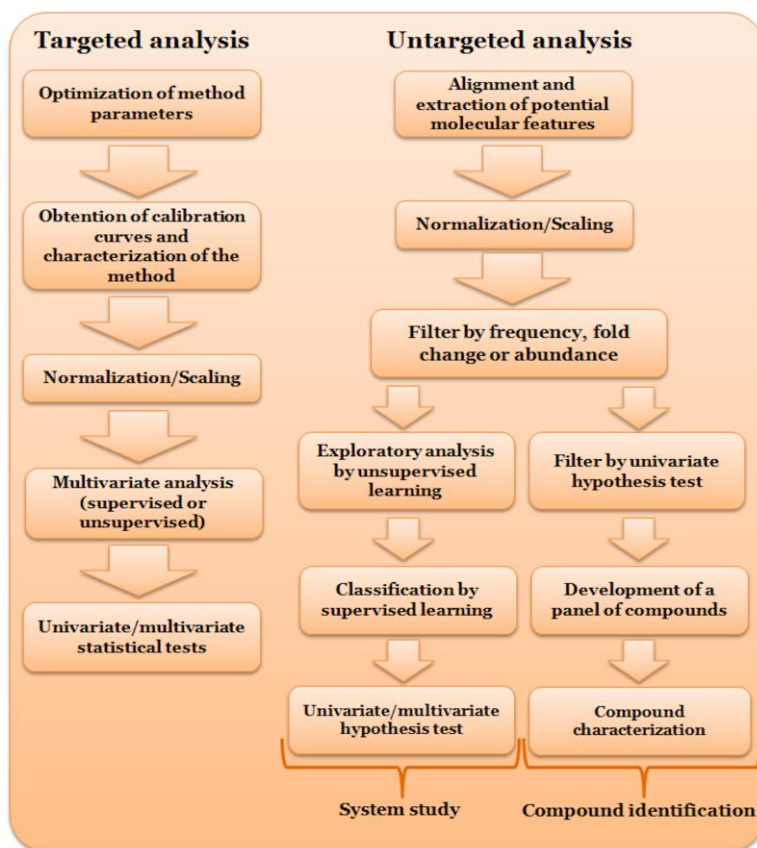 Targeted analysis
Optimization of method
parameters
Obtention of calibration
curves and
characterization of the
method
Normalization/Scaling
Multivariate analysis
(supervised or
unsupervised)
Univariate/multivariate
statistical tests
Untargeted analysis
Alignment and
extraction of potential
molecular features
Normalization/Scaling
Filter by frequency, fold
change or abundance
Exploratory analysis
by unsupervised
learning
Classification by
supervised learning
Univariate/multivariate
hypothesis test
System study
Filter by univariate
hypothesis test
Development of a
panel of compounds
Compound
characterization
Compound identification